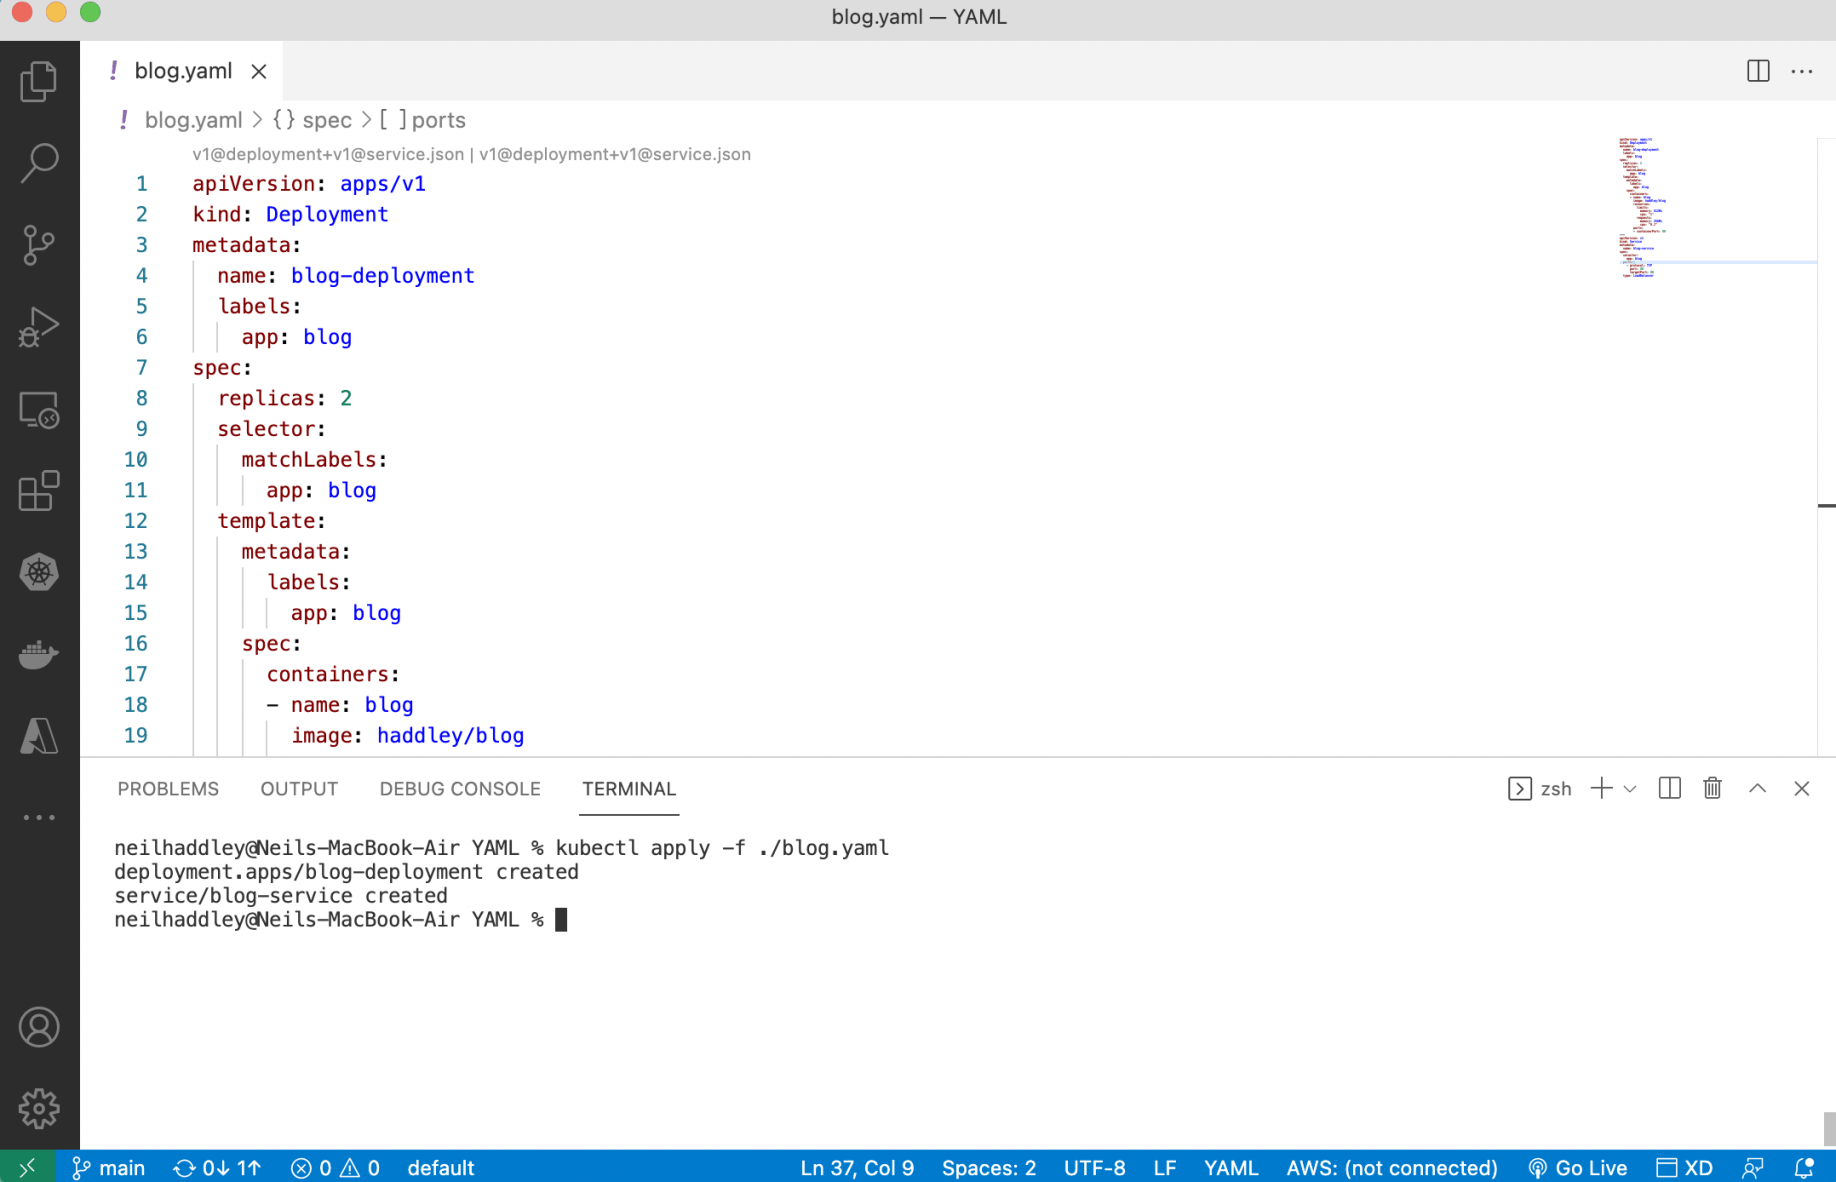 blog.yaml — YAML
! blog.yaml
! blog.yaml > {} spec > [ ] ports
v1@deployment+v1@service.json | v1@deployment+v1@service.json
1 apiVersion: apps/v1
2 kind: Deployment
3 metadata:
4 name: blog-deployment
5 labels:
6 app: blog
7 spec:
8 replicas: 2
9 selector:
10 matchLabels:
11 app: blog
12 template:
13 metadata:
14 labels:
15 app: blog
16 spec:
17 containers:
18 - name: blog
19 image: haddley/blog
PROBLEMS OUTPUT DEBUG CONSOLE TERMINAL zsh
neilhaddley@Neils-MacBook-Air YAML % kubectl apply -f ./blog.yaml
deployment.apps/blog-deployment created
service/blog-service created
neilhaddley@Neils-MacBook-Air YAML %
main 0↓ 1↑ 0 0 default Ln 37, Col 9 Spaces: 2 UTF-8 LF YAML AWS: (not connected) Go Live XD